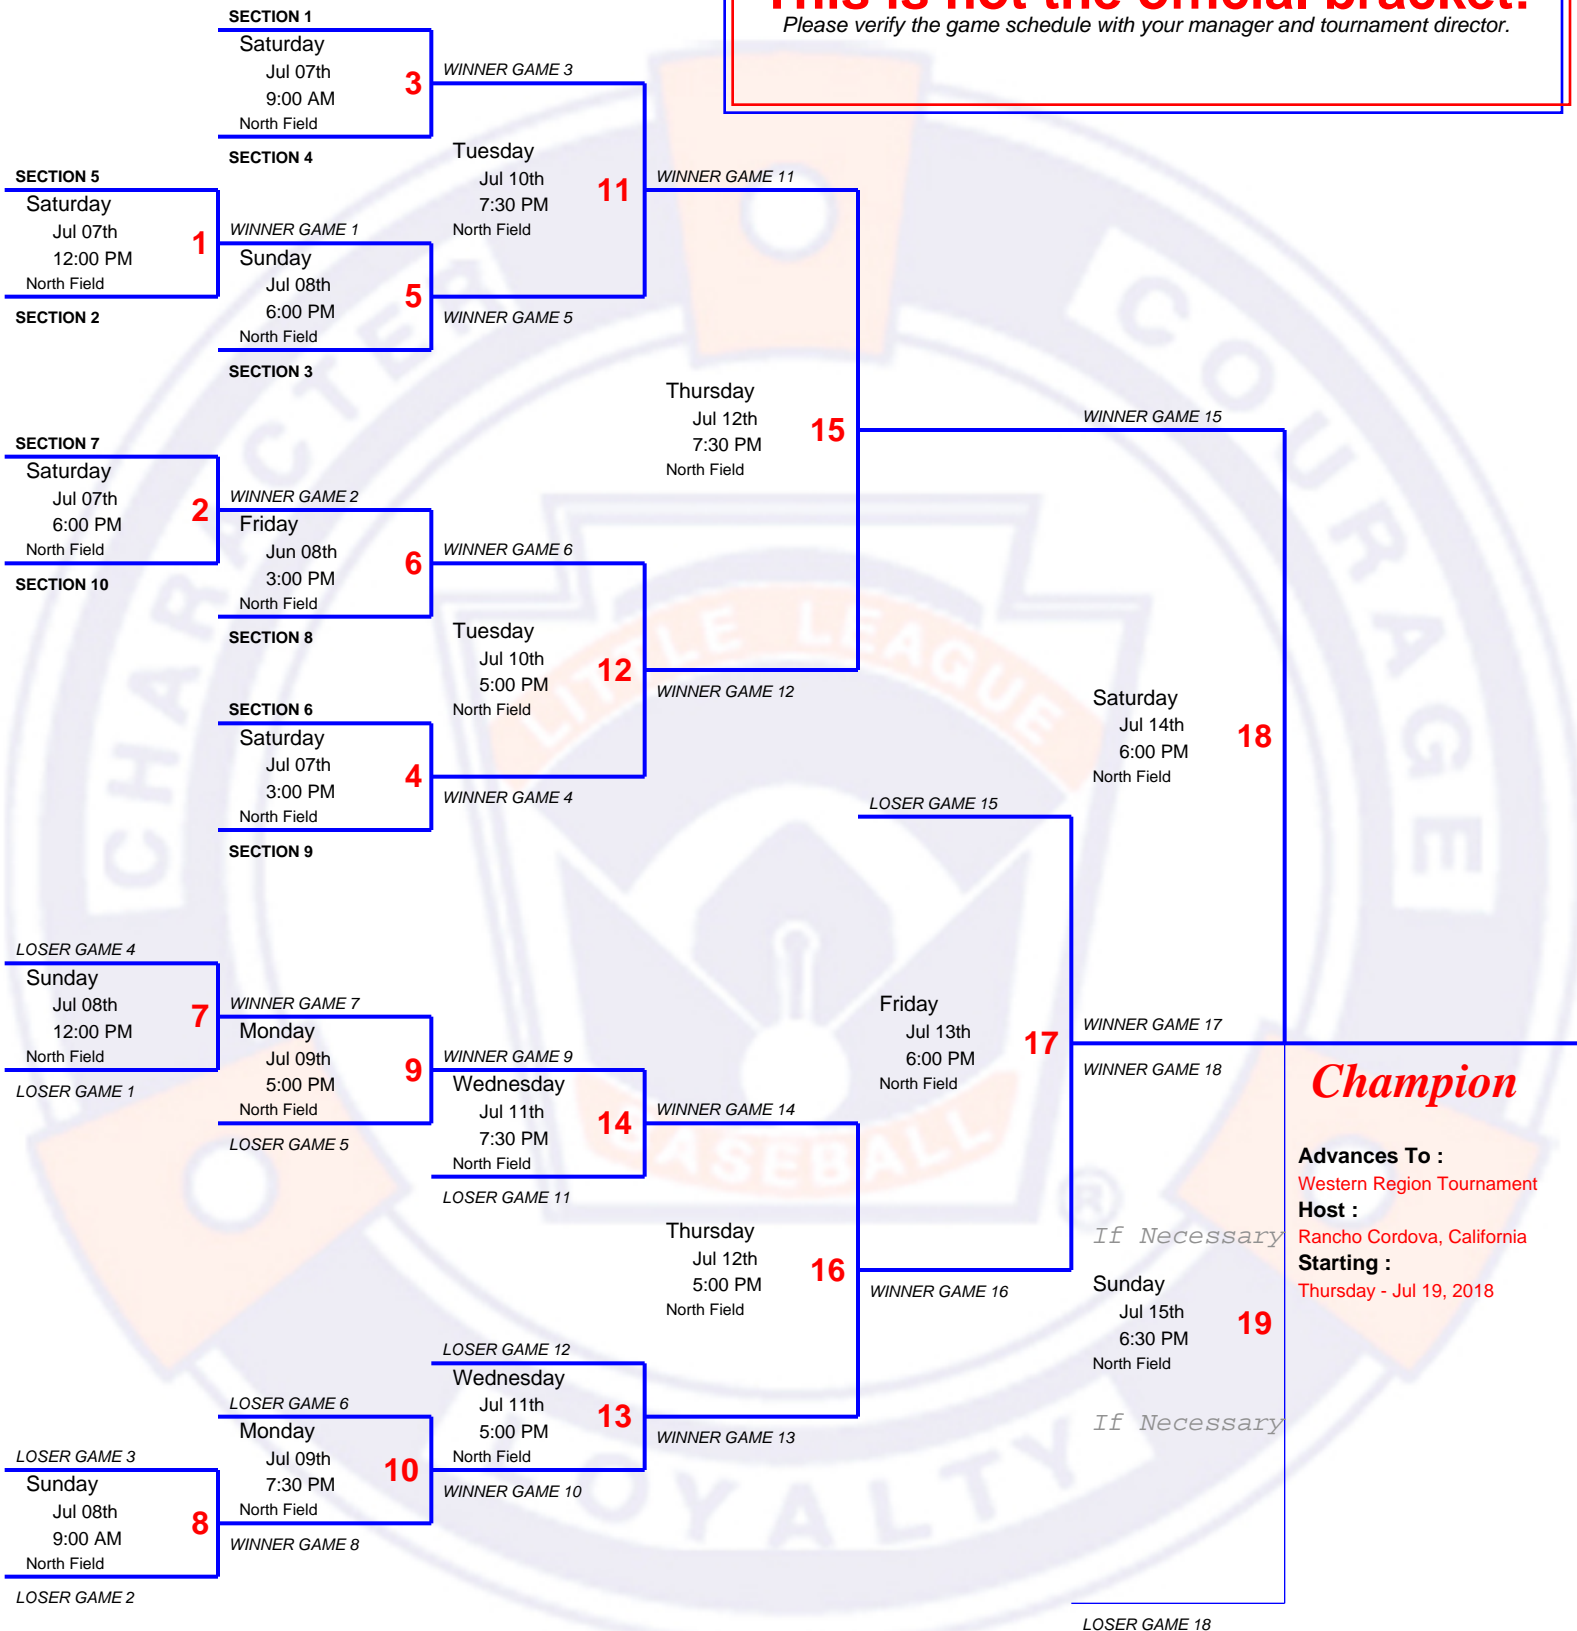 This is not the official bracket.
Please verify the game schedule with your manager and tournament director.
SECTION 1
Saturday
Jul 07th
9:00 AM
North Field
3
SECTION 4
WINNER GAME 3
SECTION 5
Saturday
Jul 07th
12:00 PM
North Field
1
SECTION 2
WINNER GAME 1
Sunday
Jul 08th
6:00 PM
North Field
5
SECTION 3
WINNER GAME 5
Tuesday
Jul 10th
7:30 PM
North Field
11
WINNER GAME 11
SECTION 7
Saturday
Jul 07th
6:00 PM
North Field
2
SECTION 10
WINNER GAME 2
Friday
Jun 08th
3:00 PM
North Field
6
SECTION 8
WINNER GAME 6
Tuesday
Jul 10th
5:00 PM
North Field
12
WINNER GAME 12
SECTION 6
Saturday
Jul 07th
3:00 PM
North Field
4
SECTION 9
WINNER GAME 4
Thursday
Jul 12th
7:30 PM
North Field
15
WINNER GAME 15
Saturday
Jul 14th
6:00 PM
North Field
18
LOSER GAME 15
LOSER GAME 4
Sunday
Jul 08th
12:00 PM
North Field
7
LOSER GAME 1
WINNER GAME 7
Monday
Jul 09th
5:00 PM
North Field
9
LOSER GAME 5
WINNER GAME 9
Wednesday
Jul 11th
7:30 PM
North Field
14
LOSER GAME 11
WINNER GAME 14
Friday
Jul 13th
6:00 PM
North Field
17
WINNER GAME 17
WINNER GAME 18
Thursday
Jul 12th
5:00 PM
North Field
16
WINNER GAME 16
LOSER GAME 12
Wednesday
Jul 11th
5:00 PM
North Field
13
WINNER GAME 13
LOSER GAME 6
Monday
Jul 09th
7:30 PM
North Field
10
WINNER GAME 10
LOSER GAME 3
Sunday
Jul 08th
9:00 AM
North Field
8
WINNER GAME 8
LOSER GAME 2
If Necessary
Sunday
Jul 15th
6:30 PM
North Field
19
If Necessary
LOSER GAME 18
Champion
Advances To :
Western Region Tournament
Host :
Rancho Cordova, California
Starting :
Thursday - Jul 19, 2018
CHARACTER
COURAGE
LOYALTY
LITTLE LEAGUE
BASEBALL
®